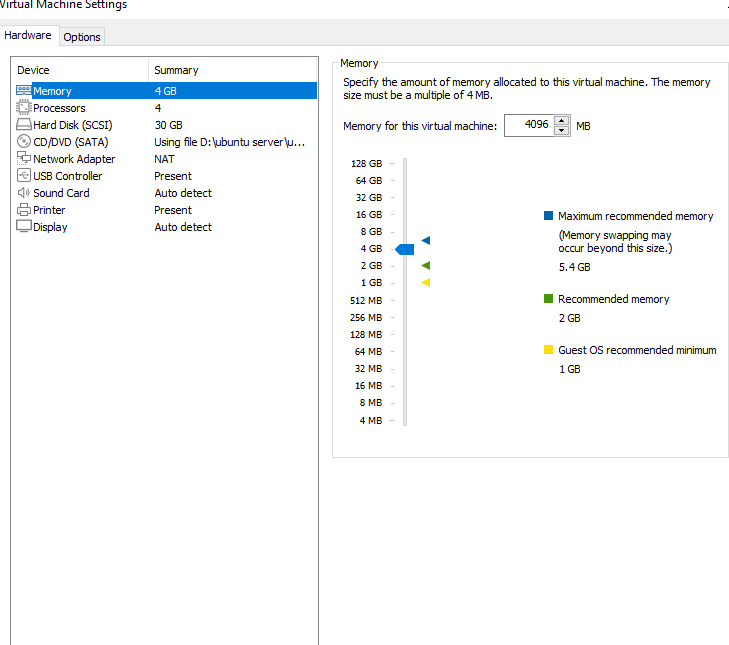 Virtual Machine Settings
Hardware
Options
Device Summary
Memory 4 GB
Processors 4
Hard Disk (SCSI) 30 GB
CD/DVD (SATA) Using file D:\ubuntu server\u...
Network Adapter NAT
USB Controller Present
Sound Card Auto detect
Printer Present
Display Auto detect
Memory
Specify the amount of memory allocated to this virtual machine. The memory
size must be a multiple of 4 MB.
Memory for this virtual machine: 4096 MB
128 GB
64 GB
32 GB
16 GB
8 GB
4 GB
2 GB
1 GB
512 MB
256 MB
128 MB
64 MB
32 MB
16 MB
8 MB
4 MB
Maximum recommended memory
(Memory swapping may
occur beyond this size.)
5.4 GB
Recommended memory
2 GB
Guest OS recommended minimum
1 GB